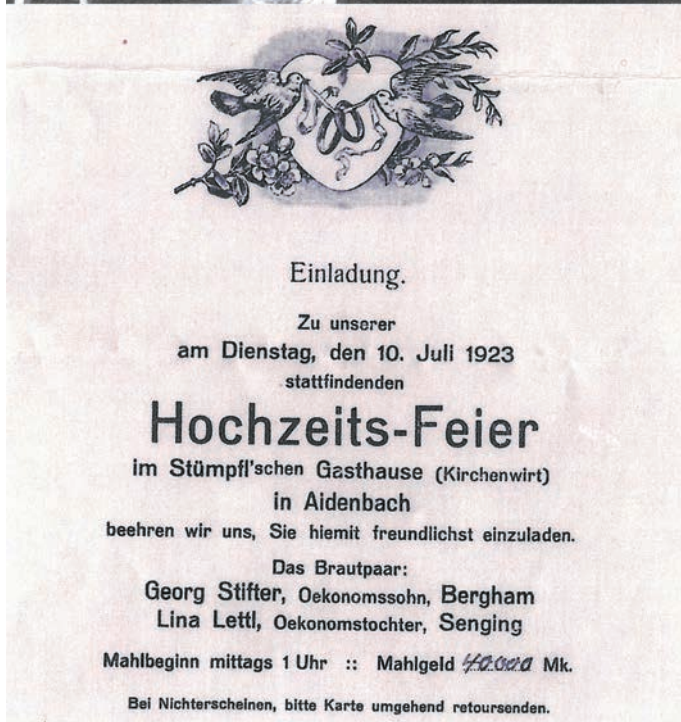 Einladung.
Zu unserer
am Dienstag, den 10. Juli 1923
stattfindenden
Hochzeits-Feier
im Stümpfl'schen Gasthause (Kirchenwirt)
in Aidenbach
beehren wir uns, Sie hiemit freundlichst einzuladen.
Das Brautpaar:
Georg Stifter, Oekonomssohn, Bergham
Lina Lettl, Oekonomstochter, Senging
Mahlbeginn mittags 1 Uhr :: Mahlgeld 40000 Mk.
Bei Nichterscheinen, bitte Karte umgehend retoursenden.